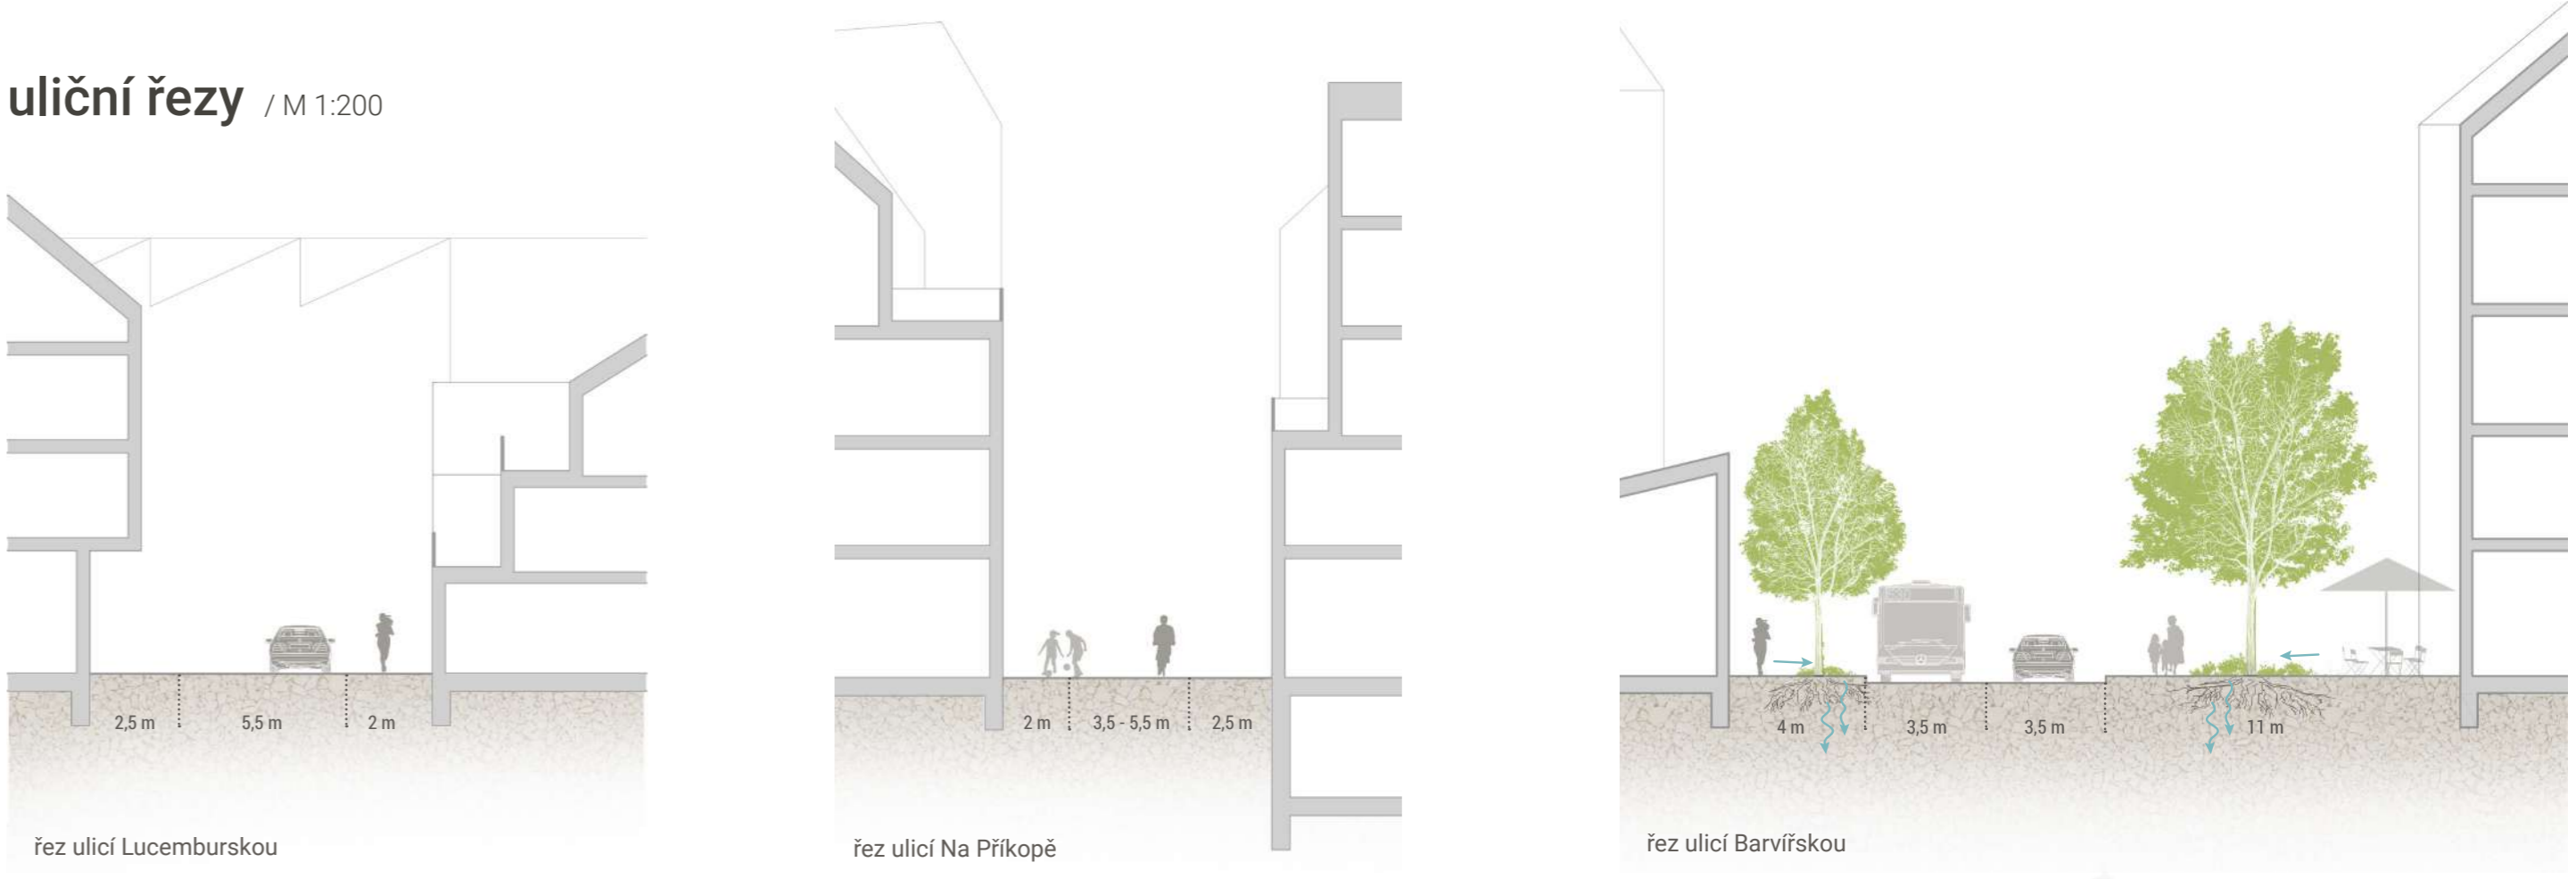 uliční řezy / M 1:200
2,5 m 5,5 m 2 m
řez ulicí Lucemburskou
2 m 3,5 - 5,5 m 2,5 m
řez ulicí Na Příkopě
4 m 3,5 m 3,5 m 11 m
řez ulicí Barvířskou